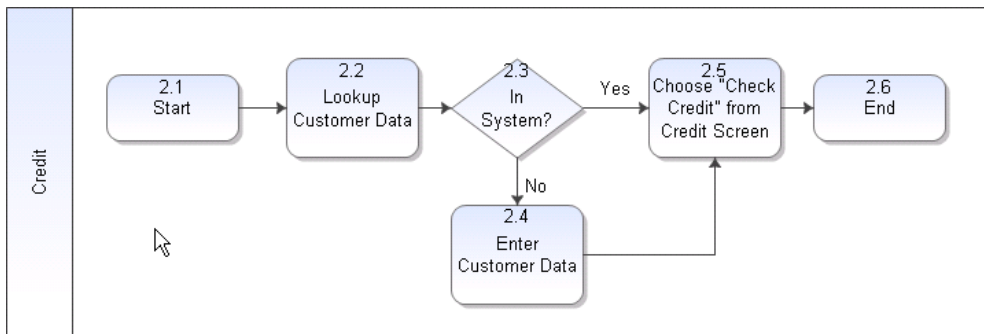 Credit
2.1
Start
2.2
Lookup
Customer Data
2.3
In
System?
Yes
No
2.4
Enter
Customer Data
2.5
Choose "Check
Credit" from
Credit Screen
2.6
End